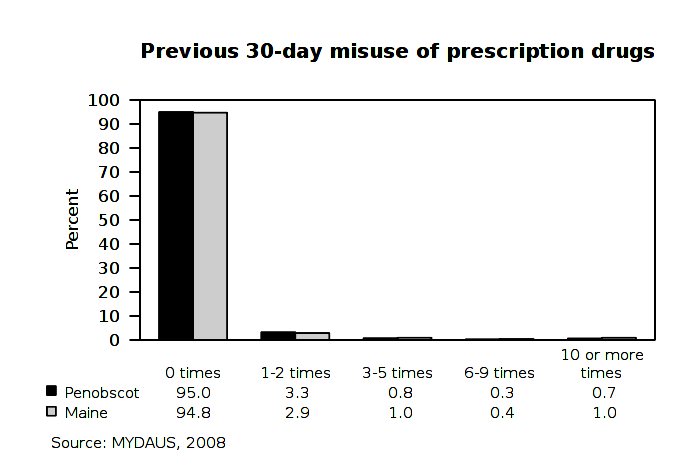 Previous 30-day misuse of prescription drugs
100
90
80
70
60
50
40
30
20
10
0
Percent
0 times 1-2 times 3-5 times 6-9 times 10 or more times
Penobscot 95.0 3.3 0.8 0.3 0.7
Maine 94.8 2.9 1.0 0.4 1.0
Source: MYDAUS, 2008